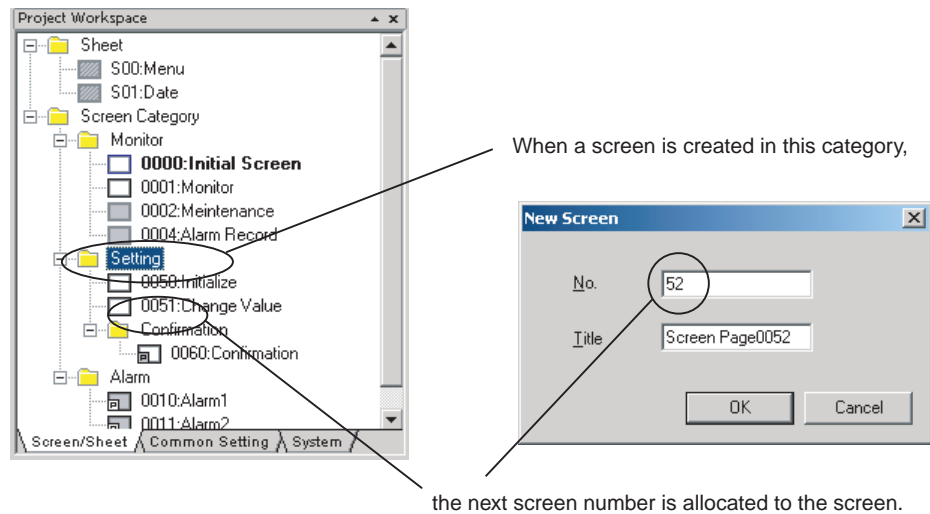 Project Workspace
Sheet
S00:Menu
S01:Date
Screen Category
Monitor
0000:Initial Screen
0001:Monitor
0002:Meintenance
0004:Alarm Record
Setting
0050:Initialize
0051:Change Value
Confirmation
0060:Confirmation
Alarm
0010:Alarm1
0011:Alarm2
Screen/Sheet Common Setting System
When a screen is created in this category,
New Screen
No. 52
Title Screen Page0052
OK Cancel
the next screen number is allocated to the screen.